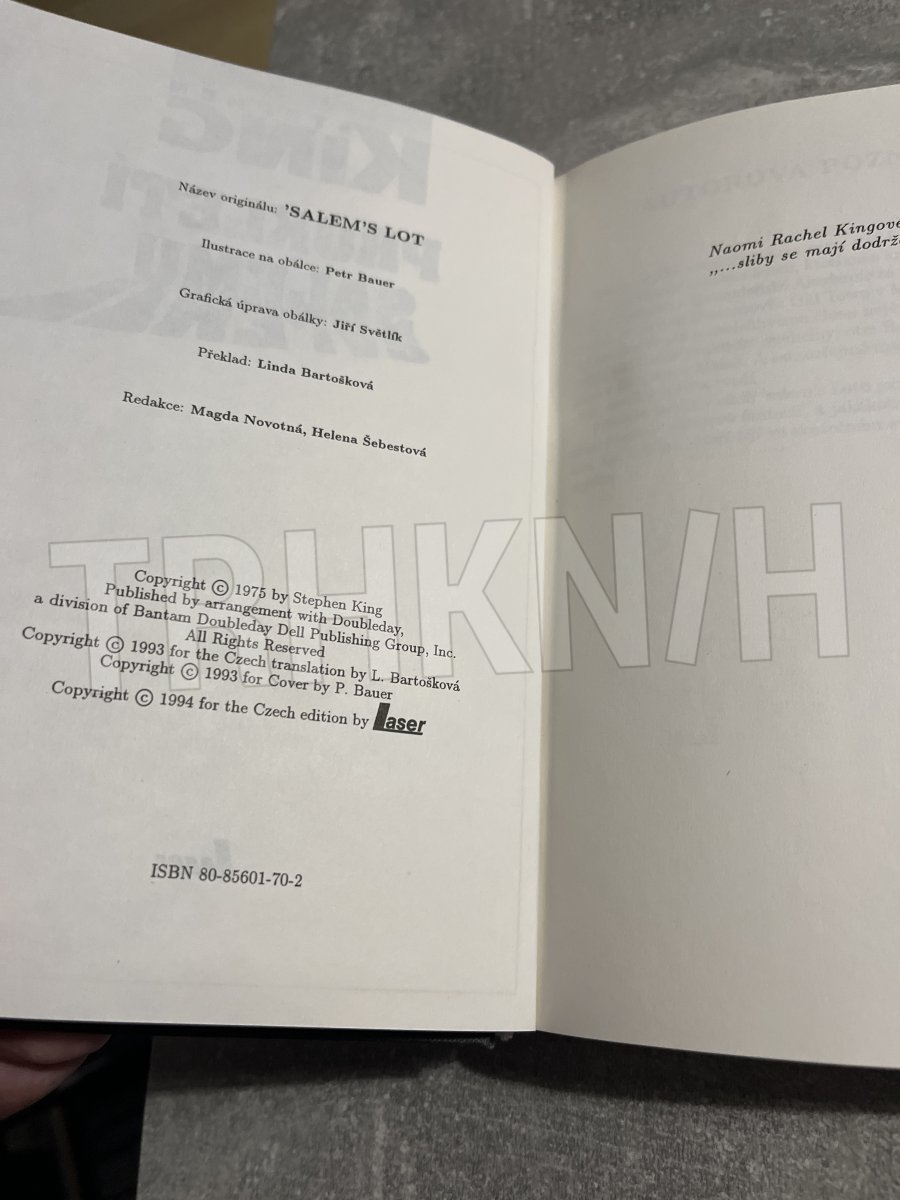 Název originálu: 'SALEM'S LOT
Ilustrace na obálce: Petr Bauer
Grafická úprava obálky: Jiří Světlík
Překlad: Linda Bartošková
Redakce: Magda Novotná, Helena Šebestová
Copyright © 1975 by Stephen King
Published by arrangement with Doubleday,
a division of Bantam Doubleday Dell Publishing Group, Inc.
All Rights Reserved
Copyright © 1993 for the Czech translation by L. Bartošková
Copyright © 1993 for Cover by P. Bauer
Copyright © 1994 for the Czech edition by Laser
ISBN 80-85601-70-2
Naomi Rachel Kingové
„...sliby se mají
TRHKNIH